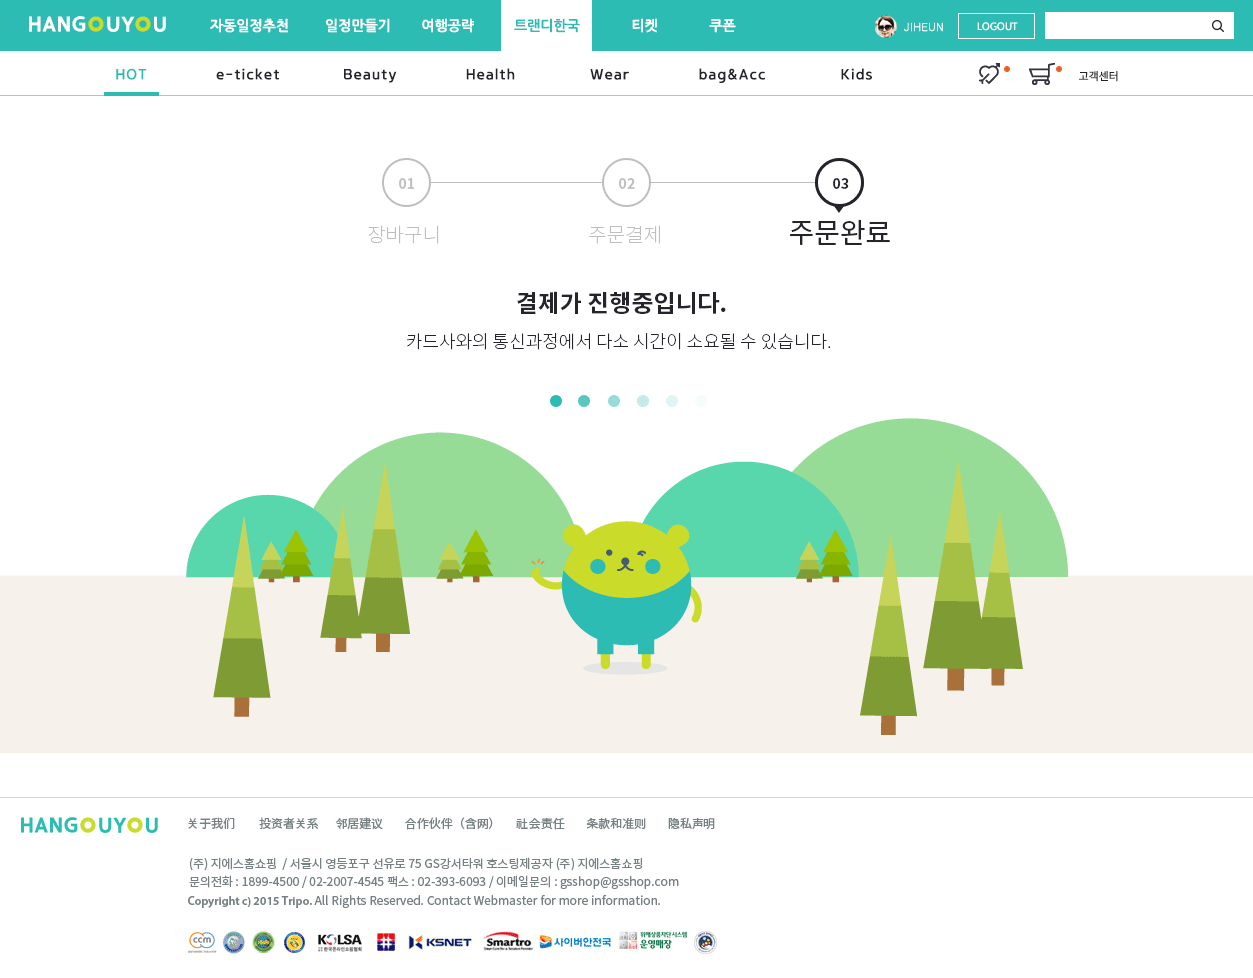 HANGOUYOU 자동일정추천 일정만들기 여행공략 트랜디한국 티켓 쿠폰 JIHEUN LOGOUT
HOT e-ticket Beauty Health Wear bag&Acc Kids 고객센터
01 02 03
장바구니 주문결제 주문완료
결제가 진행중입니다.
카드사와의 통신과정에서 다소 시간이 소요될 수 있습니다.
HANGOUYOU 关于我们 投资者关系 邻居建议 合作伙伴（含网） 社会责任 条款和准则 隐私声明
(주) 지에스홈쇼핑 / 서울시 영등포구 선유로 75 GS강서타워 호스팅제공자 (주) 지에스홈쇼핑
문의전화 : 1899-4500 / 02-2007-4545 팩스 : 02-393-6093 / 이메일문의 : gsshop@gsshop.com
Copyright c) 2015 Tripo. All Rights Reserved. Contact Webmaster for more information.
ccm KOLSA KSNET Smartro 사이버안전국 위해상품차단 시스템
운영매장